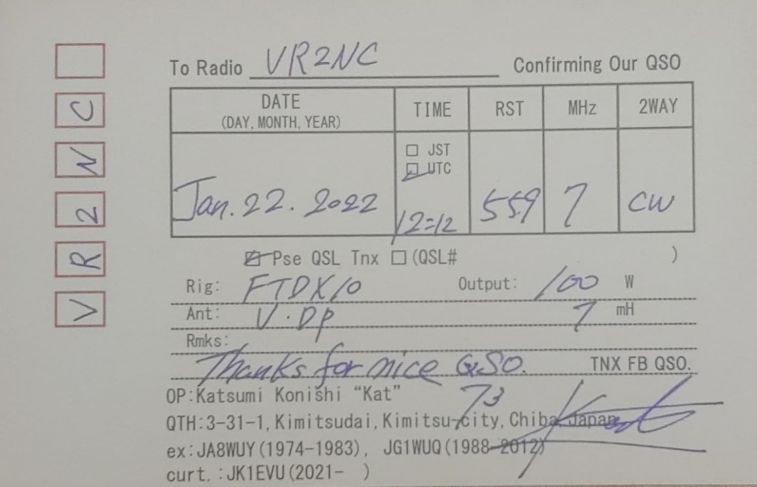 C
N
2
R
V
To Radio VR2NC Confirming Our QSO
DATE TIME RST MHz 2WAY
(DAY, MONTH, YEAR)
□ JST
☑ UTC
Jan. 22. 2022 12:12 559 7 CW
☑ Pse QSL Tnx □ (QSL# )
Rig: FTDX10 Output: 100 W
Ant: V・DP 7 mH
Rmks:
Thanks for nice QSO. TNX FB QSO.
73
OP:Katsumi Konishi “Kat”
QTH:3-31-1, Kimitsudai, Kimitsu-city, Chiba Japan
ex:JA8WUY(1974-1983), JG1WUQ(1988-2012)
curt.:JK1EVU(2021- )